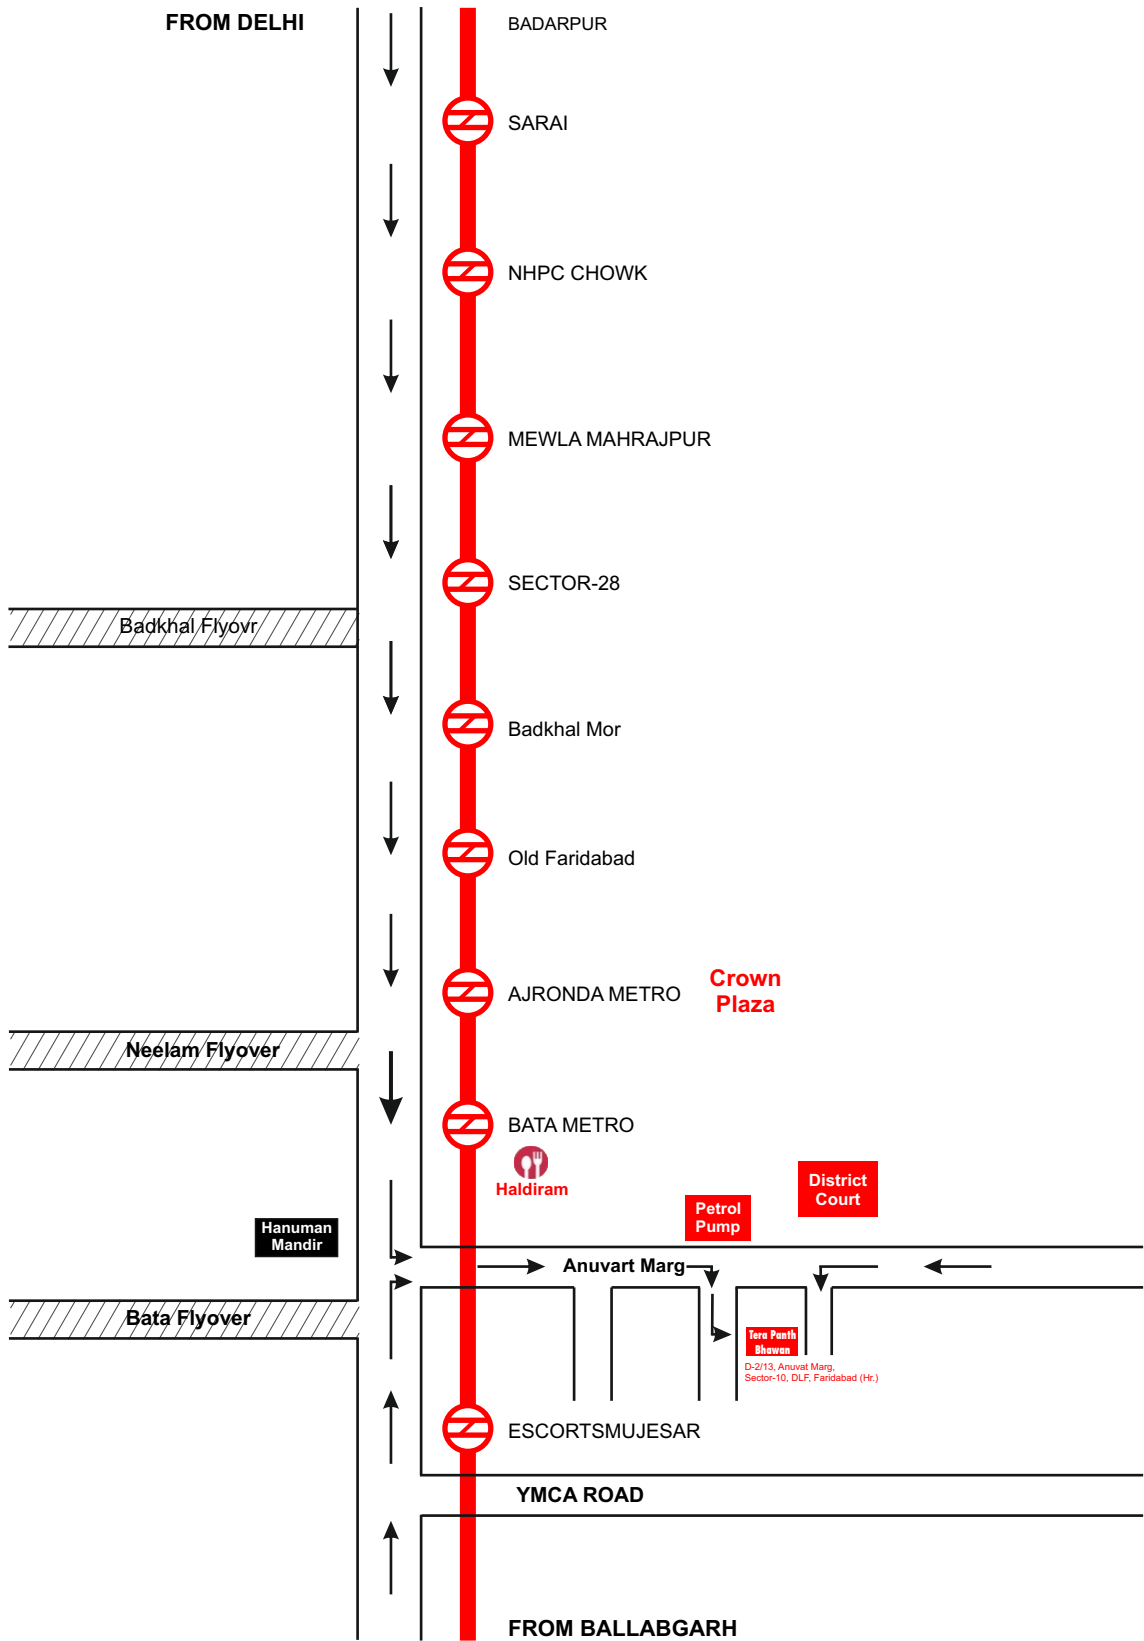 FROM DELHI
BADARPUR
SARAI
NHPC CHOWK
MEWLA MAHRAJPUR
SECTOR-28
Badkhal Flyovr
Badkhal Mor
Old Faridabad
AJRONDA METRO
Crown
Plaza
Neelam Flyover
BATA METRO
Haldiram
District
Court
Petrol
Pump
Hanuman
Mandir
Anuvart Marg
Bata Flyover
Tera Panth
Bhawan
D-2/13, Anuvat Marg,
Sector-10, DLF, Faridabad (Hr.)
ESCORTSMUJESAR
YMCA ROAD
FROM BALLABGARH